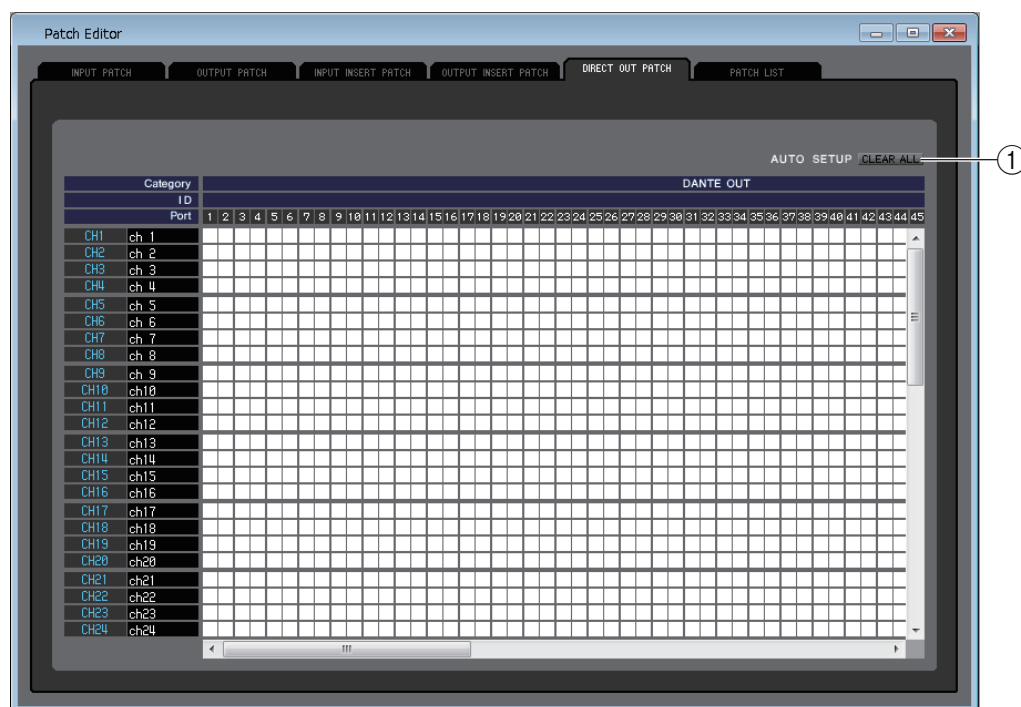 Patch Editor
INPUT PATCH OUTPUT PATCH INPUT INSERT PATCH OUTPUT INSERT PATCH DIRECT OUT PATCH PATCH LIST
AUTO SETUP CLEAR ALL 1
Category DANTE OUT
ID
Port 1 2 3 4 5 6 7 8 9 10 11 12 13 14 15 16 17 18 19 20 21 22 23 24 25 26 27 28 29 30 31 32 33 34 35 36 37 38 39 40 41 42 43 44 45
CH1 ch 1
CH2 ch 2
CH3 ch 3
CH4 ch 4
CH5 ch 5
CH6 ch 6
CH7 ch 7
CH8 ch 8
CH9 ch 9
CH10 ch10
CH11 ch11
CH12 ch12
CH13 ch13
CH14 ch14
CH15 ch15
CH16 ch16
CH17 ch17
CH18 ch18
CH19 ch19
CH20 ch20
CH21 ch21
CH22 ch22
CH23 ch23
CH24 ch24